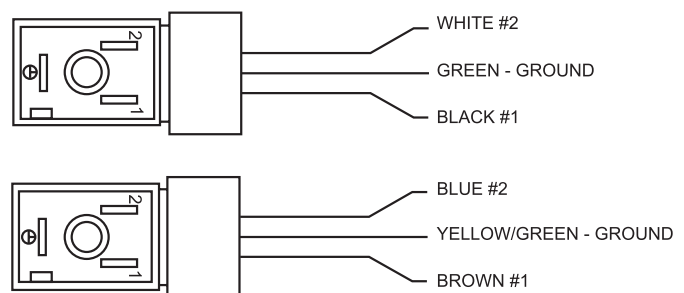 2
1
WHITE #2
GREEN - GROUND
BLACK #1
2
1
BLUE #2
YELLOW/GREEN - GROUND
BROWN #1